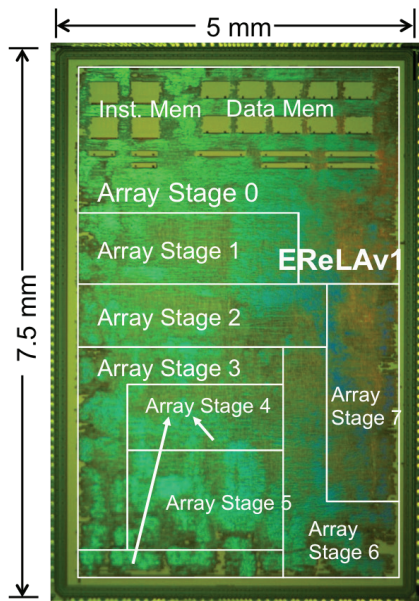 5 mm
7.5 mm
Inst. Mem
Data Mem
Array Stage 0
Array Stage 1
EReLAv1
Array Stage 2
Array Stage 3
Array Stage 4
Array
Stage 7
Array Stage 5
Array
Stage 6